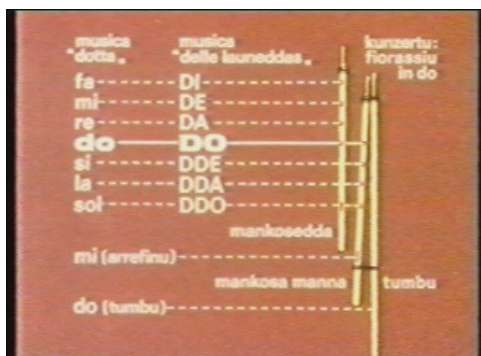 musica "dotta„
musica "delle launeddas„
kunzertu: fiorassiu in do
fa DI
mi DE
re DA
do DO
si DDE
la DDA
sol DDO
mankosedda
mi (arrefinu)
mankosa manna tumbu
do (tumbu)